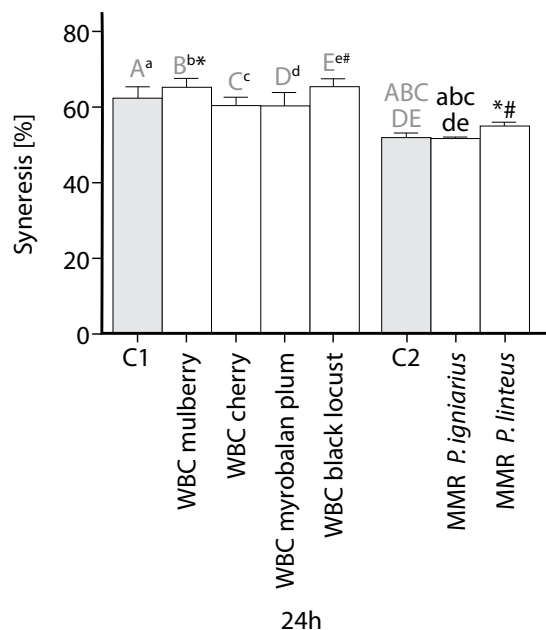 80
60
40
20
0
Syneresis [%]
Aa
Bb*
Cc
Dd
Ee#
ABC
DE
abc
de
*#
C1
WBC mulberry
WBC cherry
WBC myrobalan plum
WBC black locust
C2
MMR P. igniarius
MMR P. linteus
24h